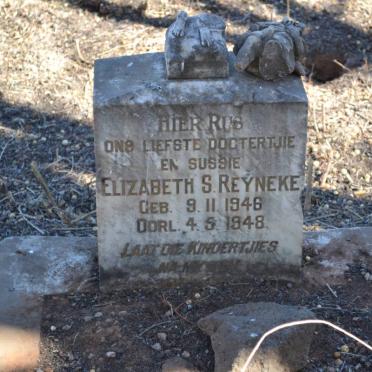 HIER RUS
ONS LIEFSTE DOGTERTJIE
EN SUSSIE
ELIZABETH S. REYNEKE
GEB. 9.11.1946
OORL. 4.5.1948.
LAAT DIE KINDERTJIES
NA